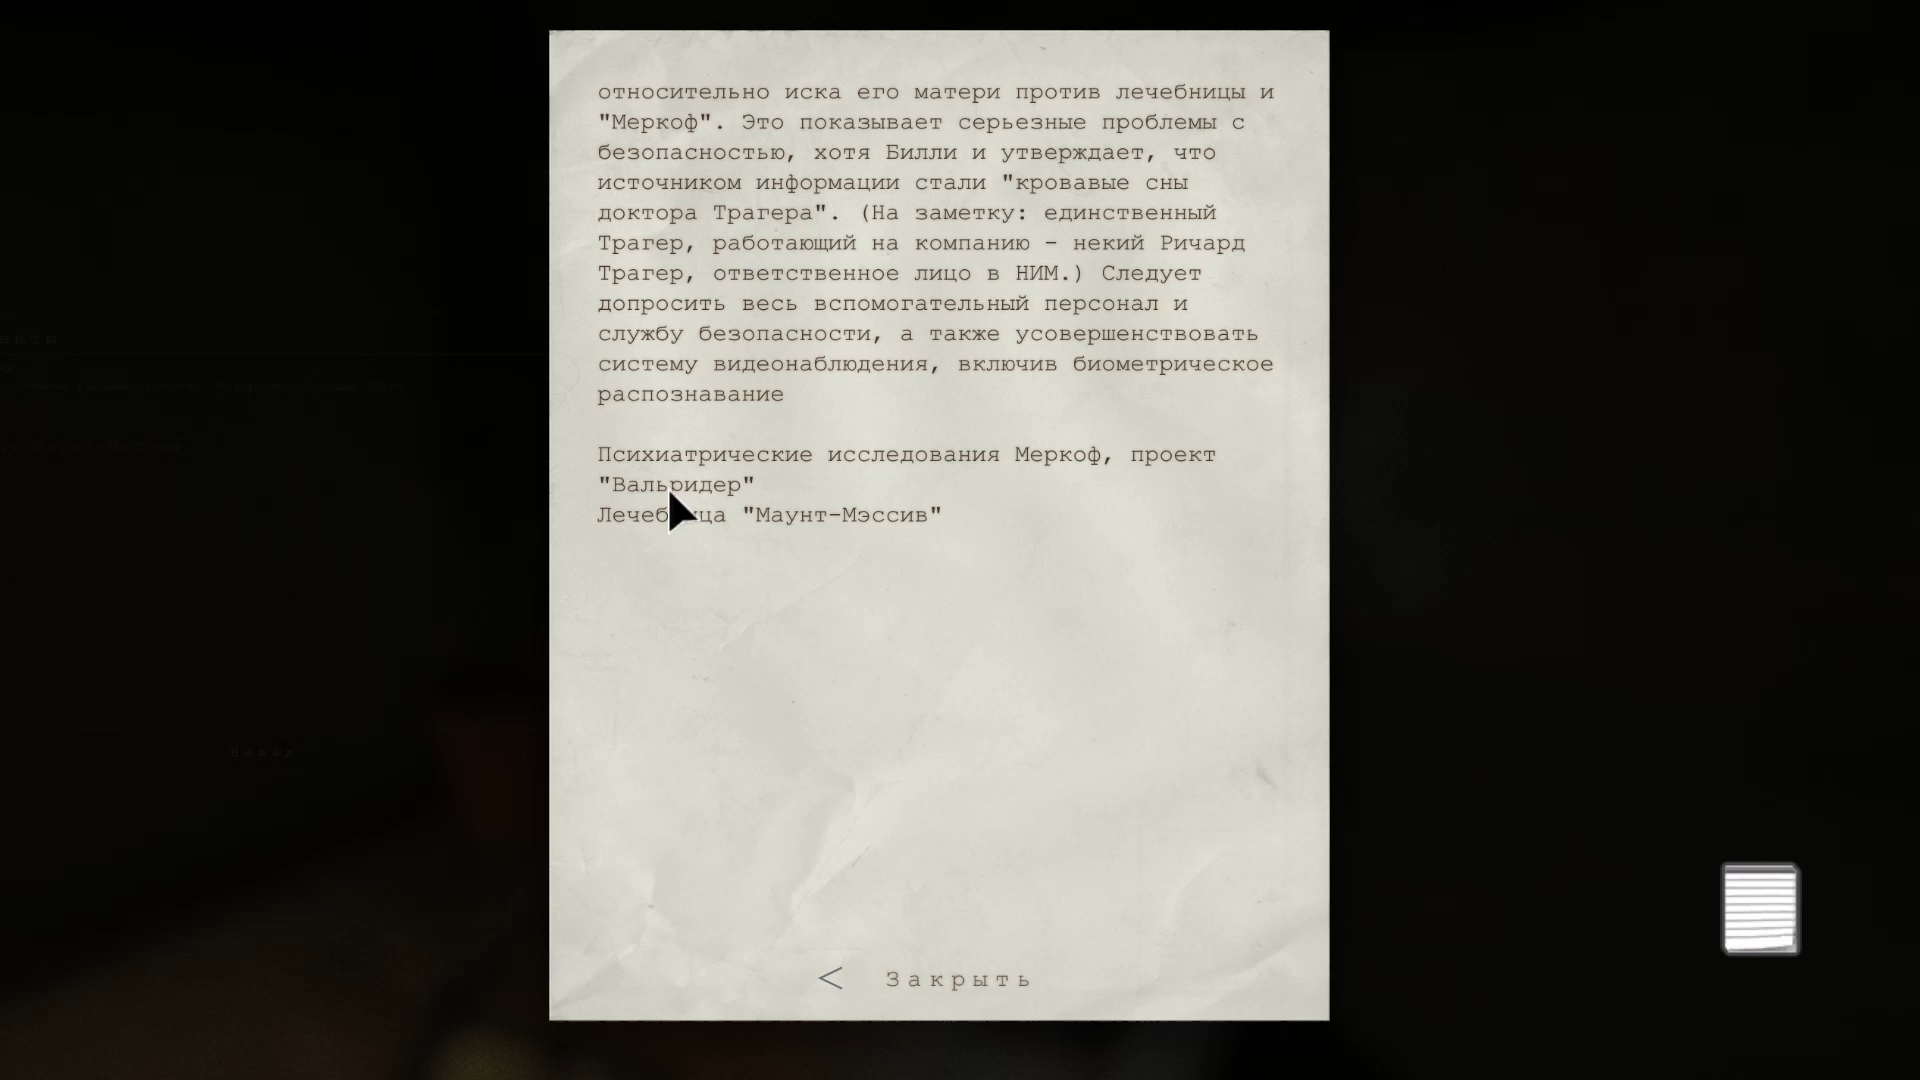 относительно иска его матери против лечебницы и
"Меркоф". Это показывает серьезные проблемы с
безопасностью, хотя Билли и утверждает, что
источником информации стали "кровавые сны
доктора Трагера". (На заметку: единственный
Трагер, работающий на компанию - некий Ричард
Трагер, ответственное лицо в НИМ.) Следует
допросить весь вспомогательный персонал и
службу безопасности, а также усовершенствовать
систему видеонаблюдения, включив биометрическое
распознавание
Психиатрические исследования Меркоф, проект
"Вальридер"
Лечебница "Маунт-Мэссив"
< Закрыть
Назад